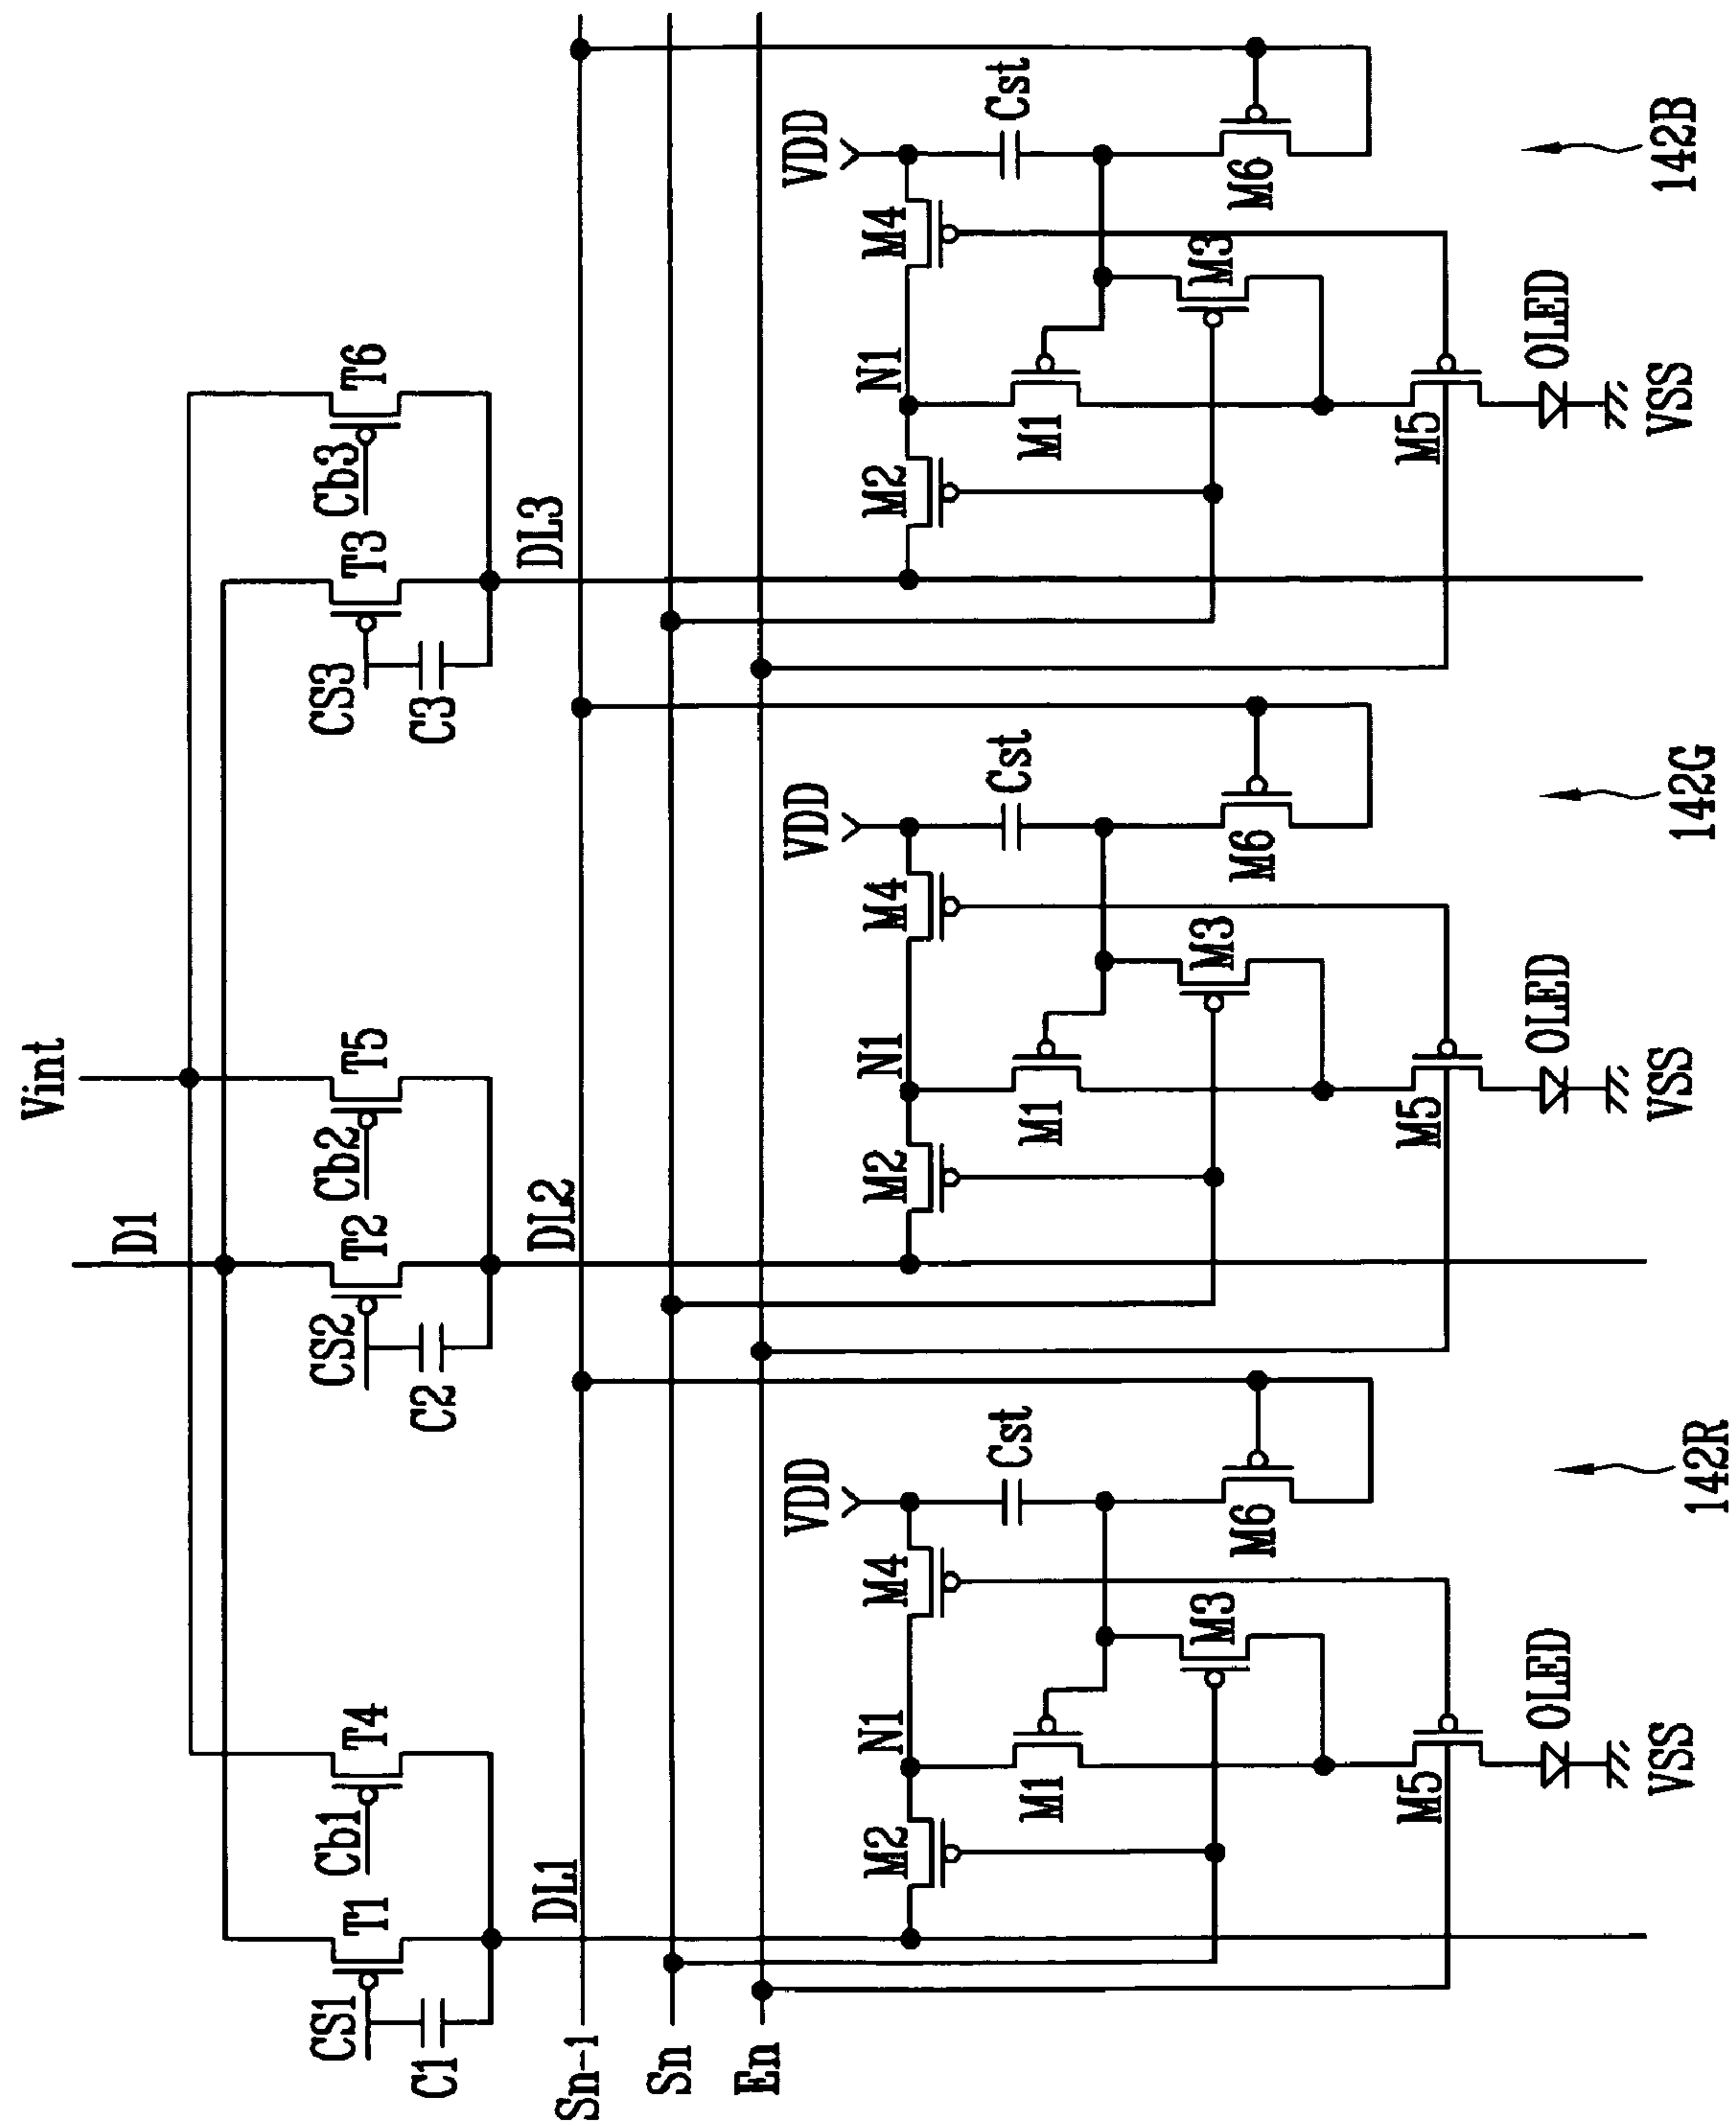 Vint
D1
CS1
T1
Cb1
T4
CS2
T2
Cb2
T5
CS3
T3
Cb3
T6
C1
C2
C3
DL1
DL2
DL3
Sn-1
Sn
En
VDD
VDD
VDD
M2
N1
M4
M2
N1
M4
M2
N1
M4
Cst
Cst
Cst
M1
M1
M1
M3
M6
M3
M6
M3
M6
M5
M5
M5
OLED
OLED
OLED
VSS
142R
VSS
142G
VSS
142B